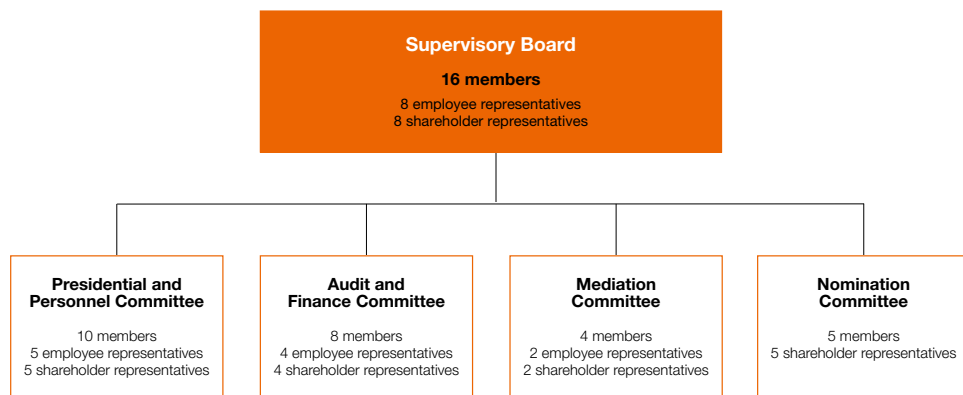 Supervisory Board
16 members
8 employee representatives
8 shareholder representatives
Presidential and
Personnel Committee
10 members
5 employee representatives
5 shareholder representatives
Audit and
Finance Committee
8 members
4 employee representatives
4 shareholder representatives
Mediation
Committee
4 members
2 employee representatives
2 shareholder representatives
Nomination
Committee
5 members
5 shareholder representatives